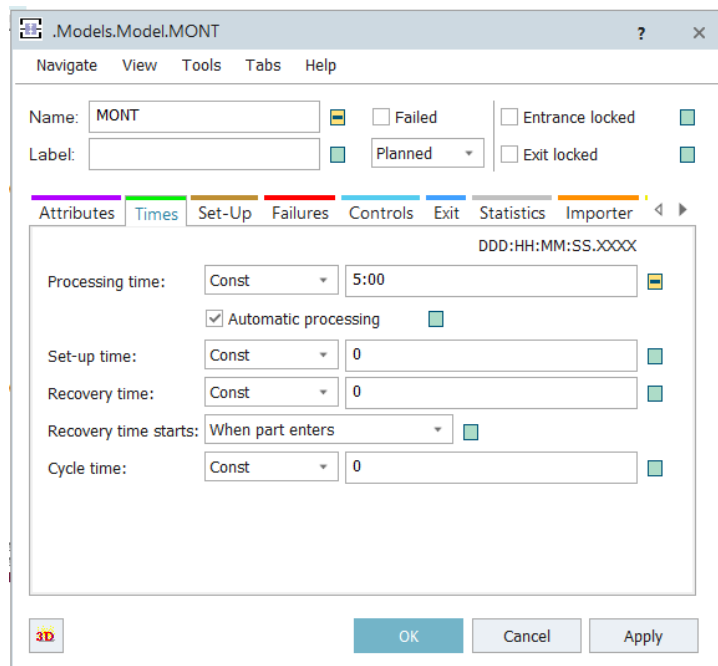 .Models.Model.MONT ? ×
Navigate View Tools Tabs Help
Name: MONT Failed Entrance locked
Label: Planned Exit locked
Attributes Times Set-Up Failures Controls Exit Statistics Importer
DDD:HH:MM:SS.XXXX
Processing time: Const 5:00
Automatic processing
Set-up time: Const 0
Recovery time: Const 0
Recovery time starts: When part enters
Cycle time: Const 0
3D OK Cancel Apply